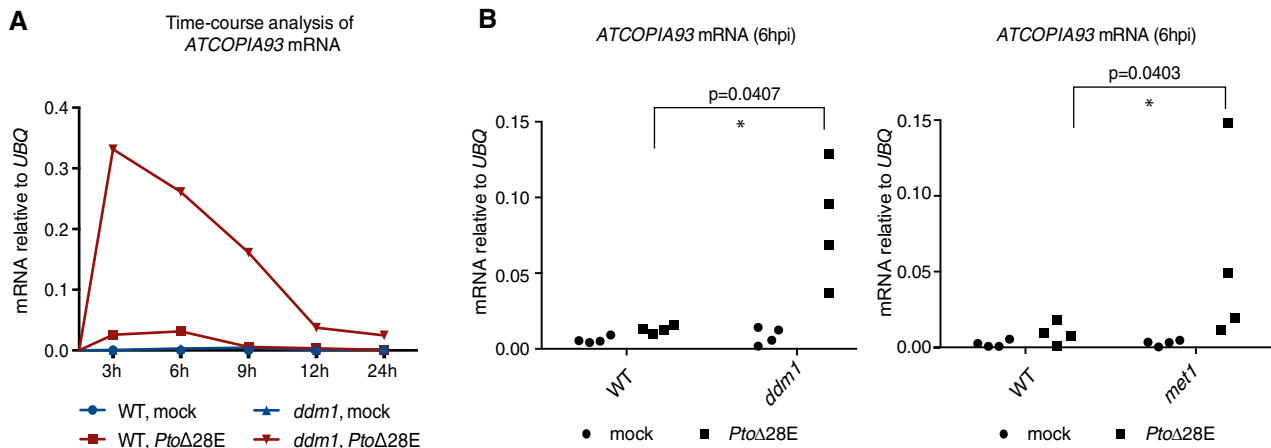 A
Time-course analysis of
ATCOPIA93 mRNA
mRNA relative to UBQ
0.4
0.3
0.2
0.1
0.0
3h
6h
9h
12h
24h
WT, mock
ddm1, mock
WT, PtoΔ28E
ddm1, PtoΔ28E
B
ATCOPIA93 mRNA (6hpi)
p=0.0407
*
mRNA relative to UBQ
0.15
0.10
0.05
0.00
WT
ddm1
mock
PtoΔ28E
ATCOPIA93 mRNA (6hpi)
p=0.0403
*
mRNA relative to UBQ
0.15
0.10
0.05
0.00
WT
met1
mock
PtoΔ28E